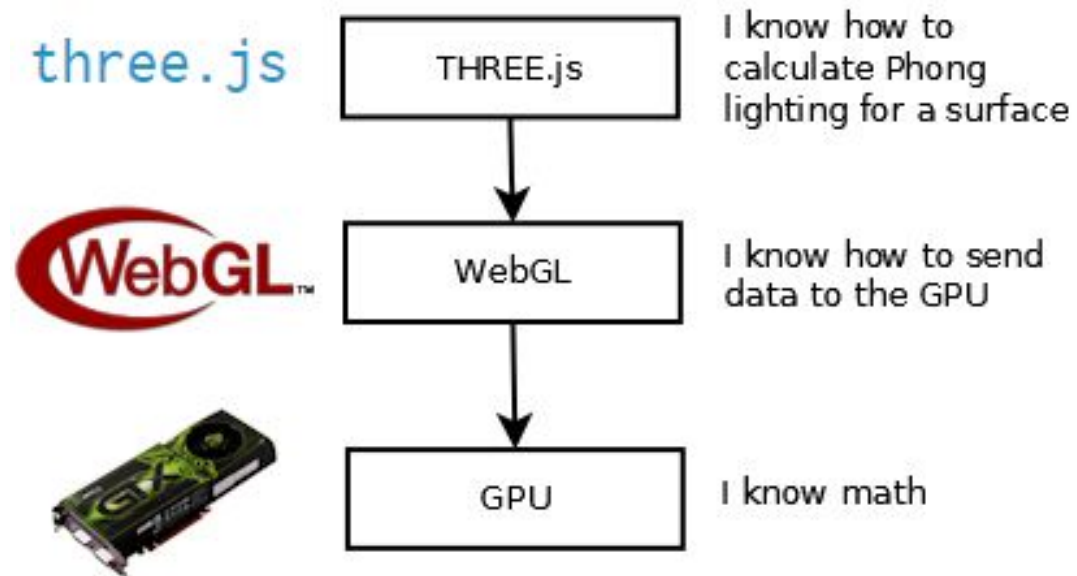 three.js
THREE.js
I know how to
calculate Phong
lighting for a surface
WebGL™
WebGL
I know how to send
data to the GPU
GTX
GPU
I know math